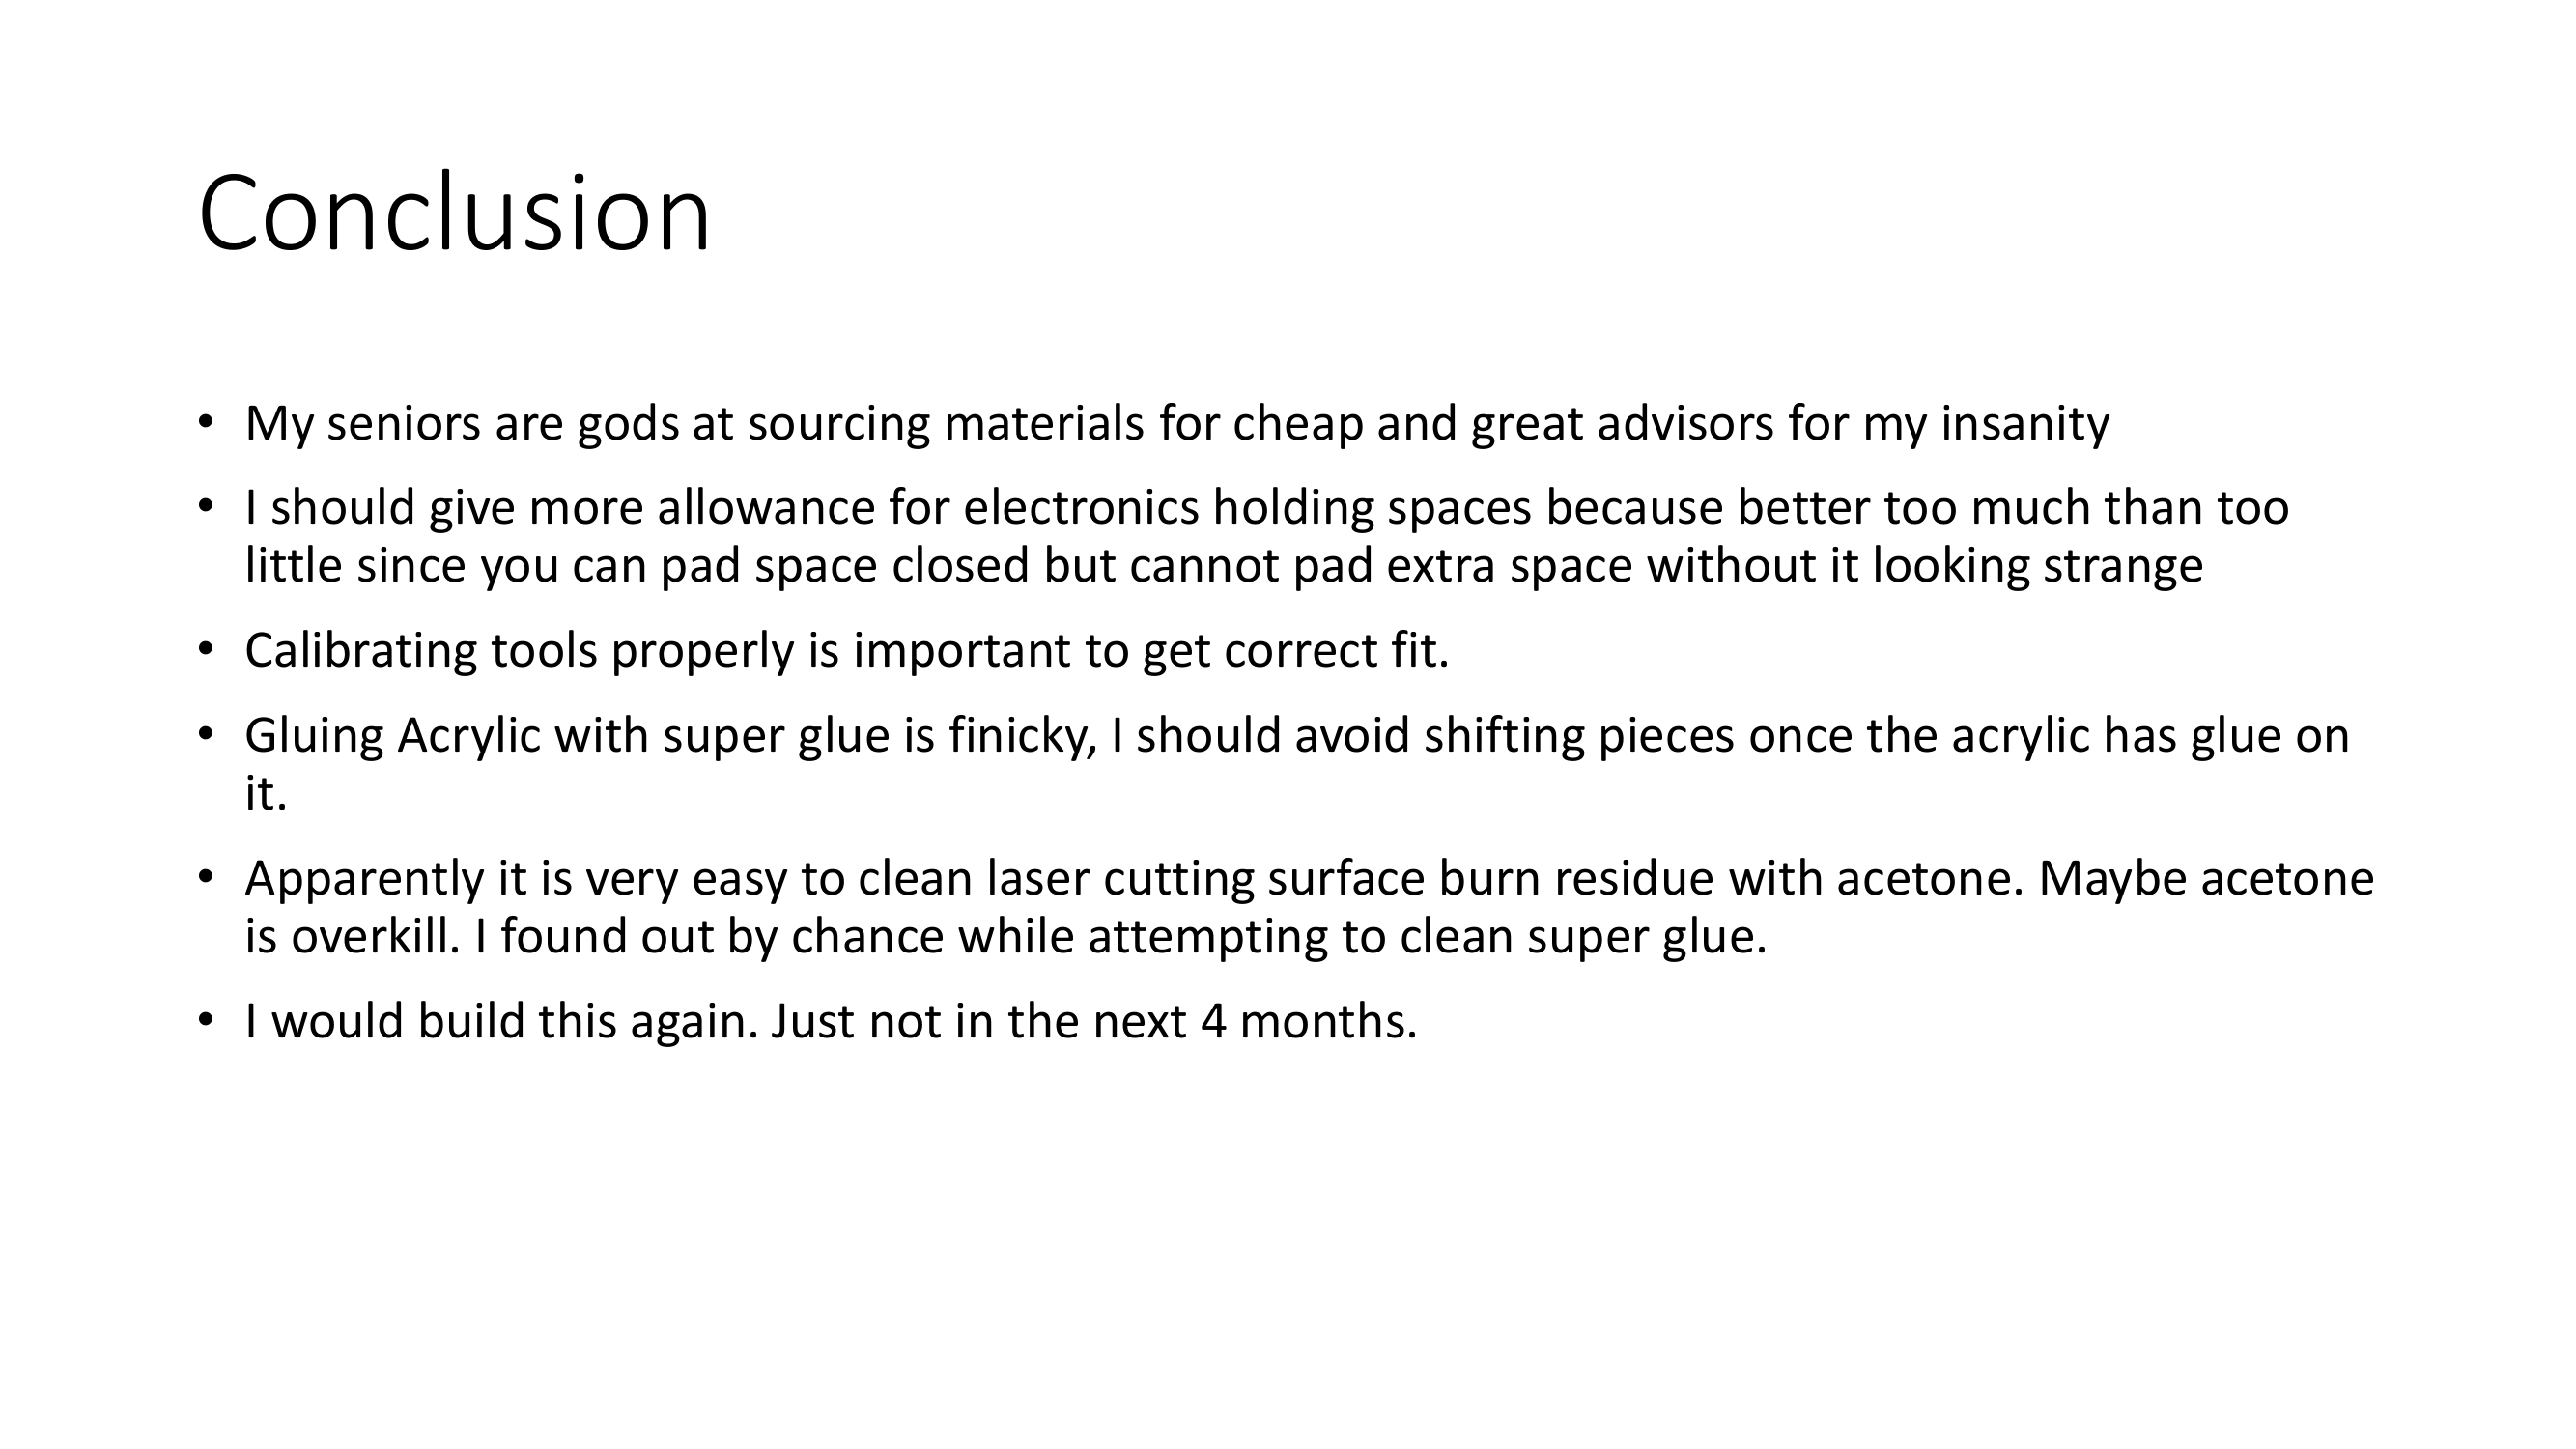 Conclusion
• My seniors are gods at sourcing materials for cheap and great advisors for my insanity
• I should give more allowance for electronics holding spaces because better too much than too
little since you can pad space closed but cannot pad extra space without it looking strange
• Calibrating tools properly is important to get correct fit.
• Gluing Acrylic with super glue is finicky, I should avoid shifting pieces once the acrylic has glue on
it.
• Apparently it is very easy to clean laser cutting surface burn residue with acetone. Maybe acetone
is overkill. I found out by chance while attempting to clean super glue.
• I would build this again. Just not in the next 4 months.